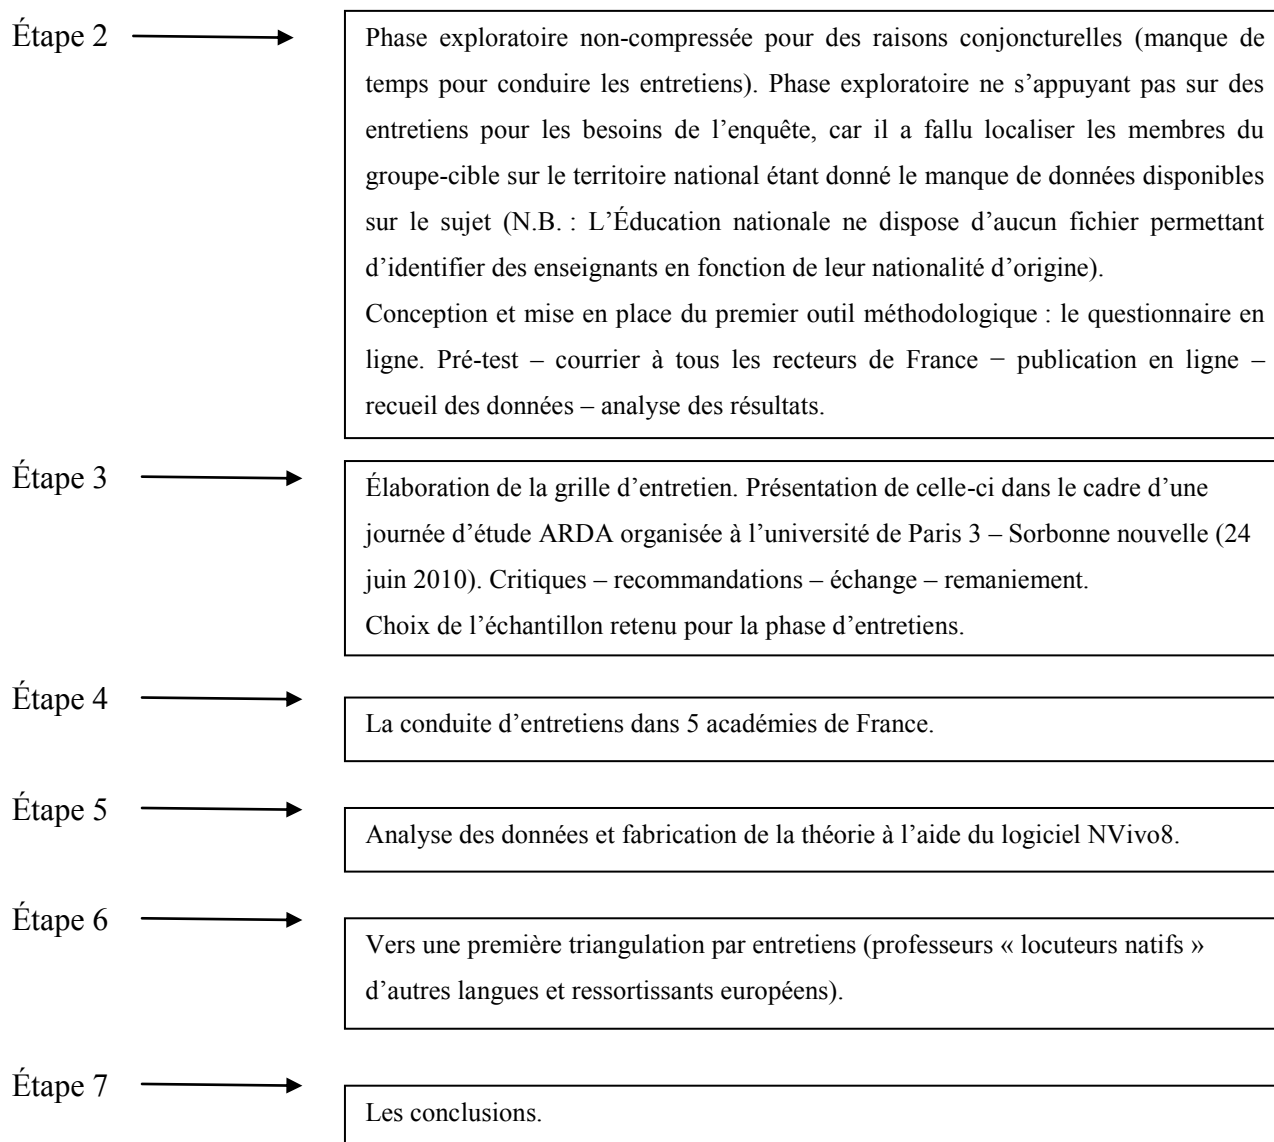 Étape 2
Phase exploratoire non-compressée pour des raisons conjoncturelles (manque de
temps pour conduire les entretiens). Phase exploratoire ne s’appuyant pas sur des
entretiens pour les besoins de l’enquête, car il a fallu localiser les membres du
groupe-cible sur le territoire national étant donné le manque de données disponibles
sur le sujet (N.B. : L’Éducation nationale ne dispose d’aucun fichier permettant
d’identifier des enseignants en fonction de leur nationalité d’origine).
Conception et mise en place du premier outil méthodologique : le questionnaire en
ligne. Pré-test – courrier à tous les recteurs de France − publication en ligne –
recueil des données – analyse des résultats.
Étape 3
Élaboration de la grille d’entretien. Présentation de celle-ci dans le cadre d’une
journée d’étude ARDA organisée à l’université de Paris 3 – Sorbonne nouvelle (24
juin 2010). Critiques – recommandations – échange – remaniement.
Choix de l’échantillon retenu pour la phase d’entretiens.
Étape 4
La conduite d’entretiens dans 5 académies de France.
Étape 5
Analyse des données et fabrication de la théorie à l’aide du logiciel NVivo8.
Étape 6
Vers une première triangulation par entretiens (professeurs « locuteurs natifs »
d’autres langues et ressortissants européens).
Étape 7
Les conclusions.